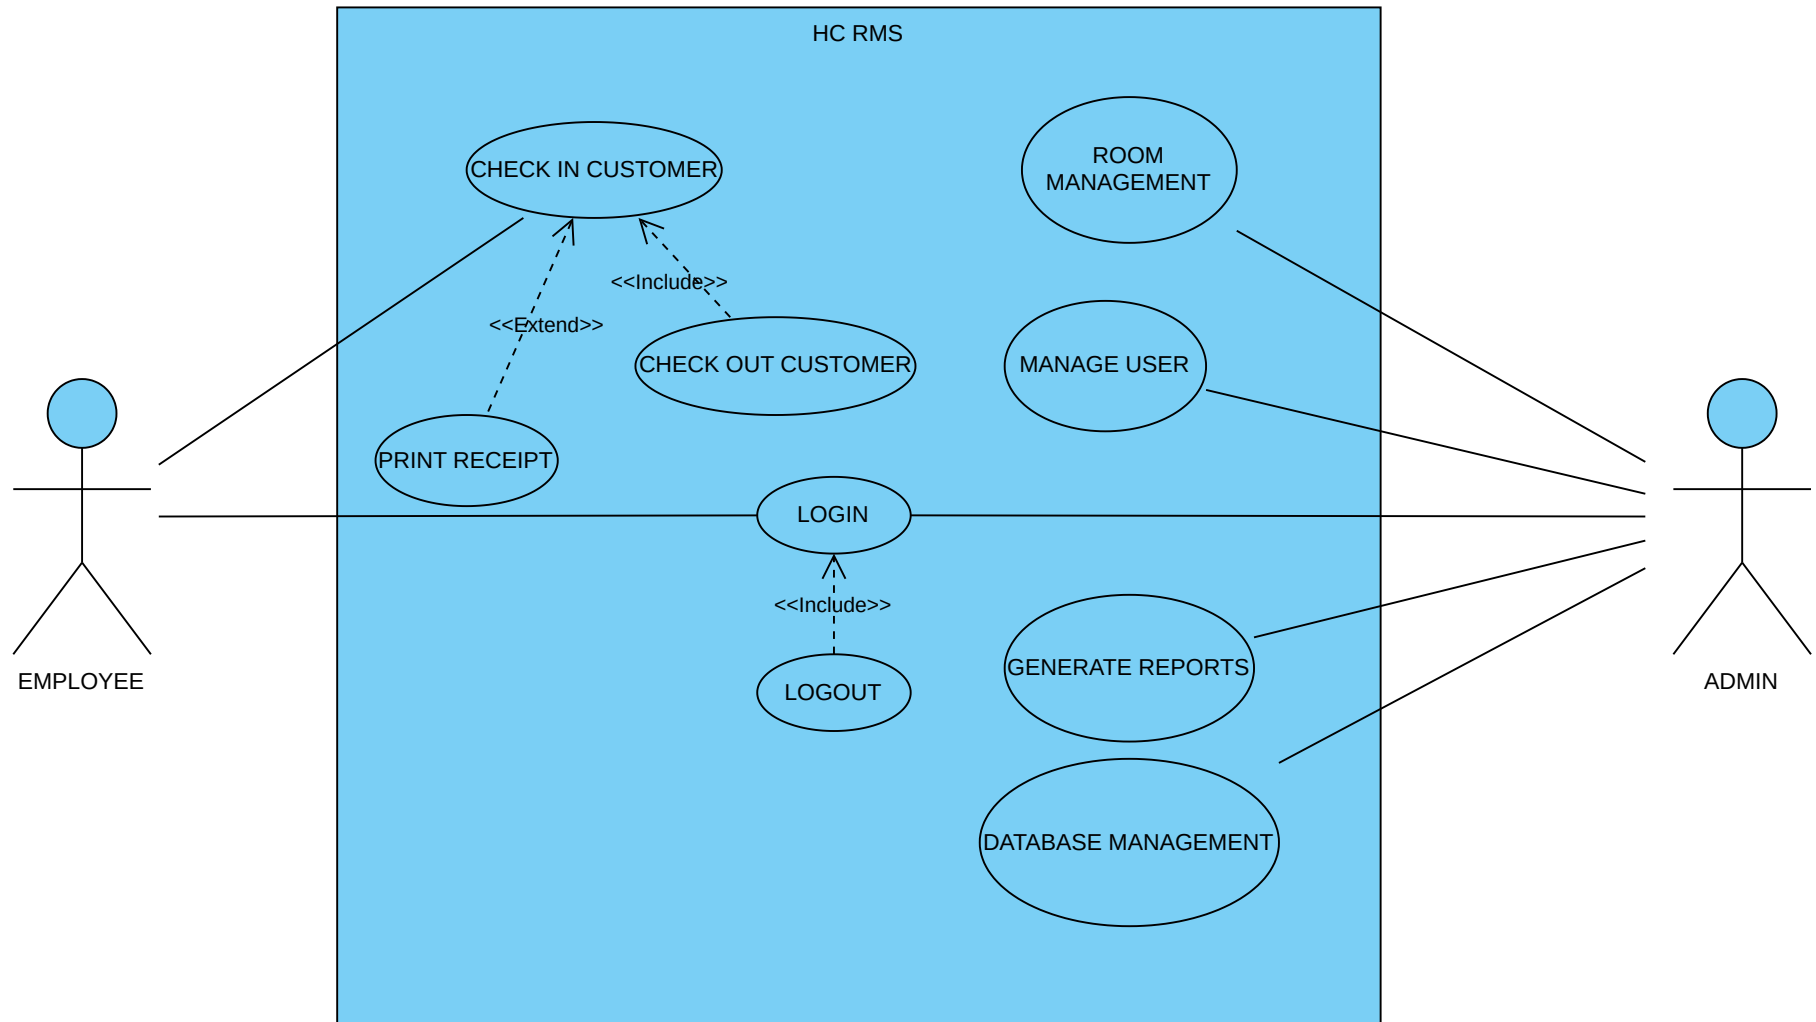 HC RMS
CHECK IN CUSTOMER
ROOM
MANAGEMENT
<<Include>>
<<Extend>>
CHECK OUT CUSTOMER
MANAGE USER
PRINT RECEIPT
LOGIN
<<Include>>
GENERATE REPORTS
LOGOUT
EMPLOYEE
ADMIN
DATABASE MANAGEMENT